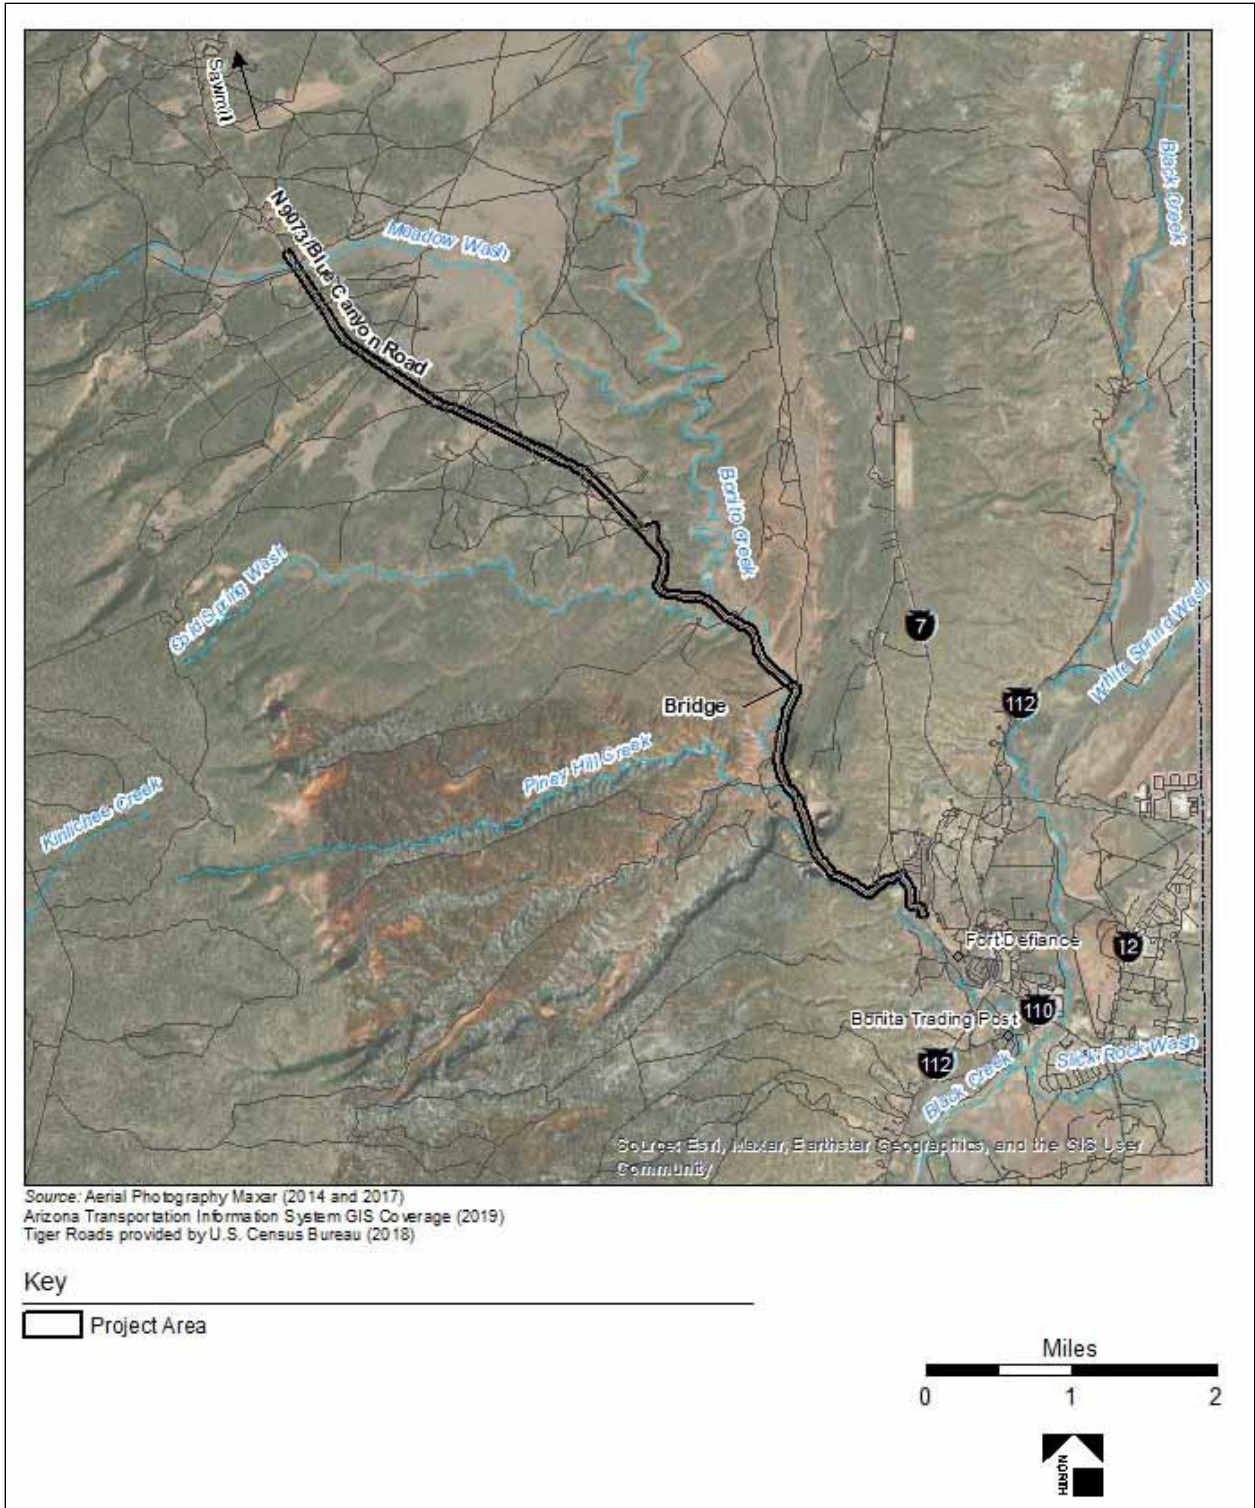 Sawmill
N9073/Blue Canyon Road
Meadow Wash
Black Creek
Bonito Creek
Cold Spring Wash
White Spring Wash
7
112
Bridge
Piney Hill Creek
Kinlichee Creek
Fort Defiance
12
Bonita Trading Post
110
112
Black Creek
Slick Rock Wash
Source: Esri, Maxar, Earthstar Geographics, and the GIS User
Community
Source: Aerial Photography Maxar (2014 and 2017)
Arizona Transportation Information System GIS Coverage (2019)
Tiger Roads provided by U.S. Census Bureau (2018)
Key
Project Area
Miles
0 1 2
NORTH